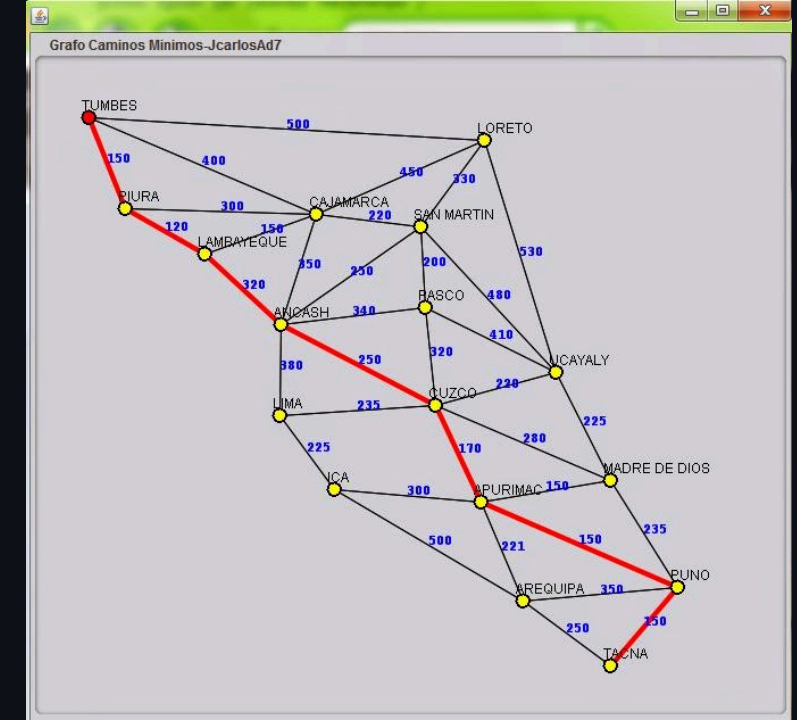 Grafo Caminos Minimos-JcarlosAd7
TUMBES
500
LORETO
150
400
450
330
PIURA
300
CAJAMARCA
220
SAN MARTIN
120
150
LAMBAYEQUE
350
250
200
530
320
ANCASH
340
PASCO
480
410
380
250
320
UCAYALY
220
LIMA
235
CUZCO
225
225
170
280
ICA
300
APURIMAC
150
MADRE DE DIOS
500
221
150
235
AREQUIPA
350
PUNO
250
150
TACNA